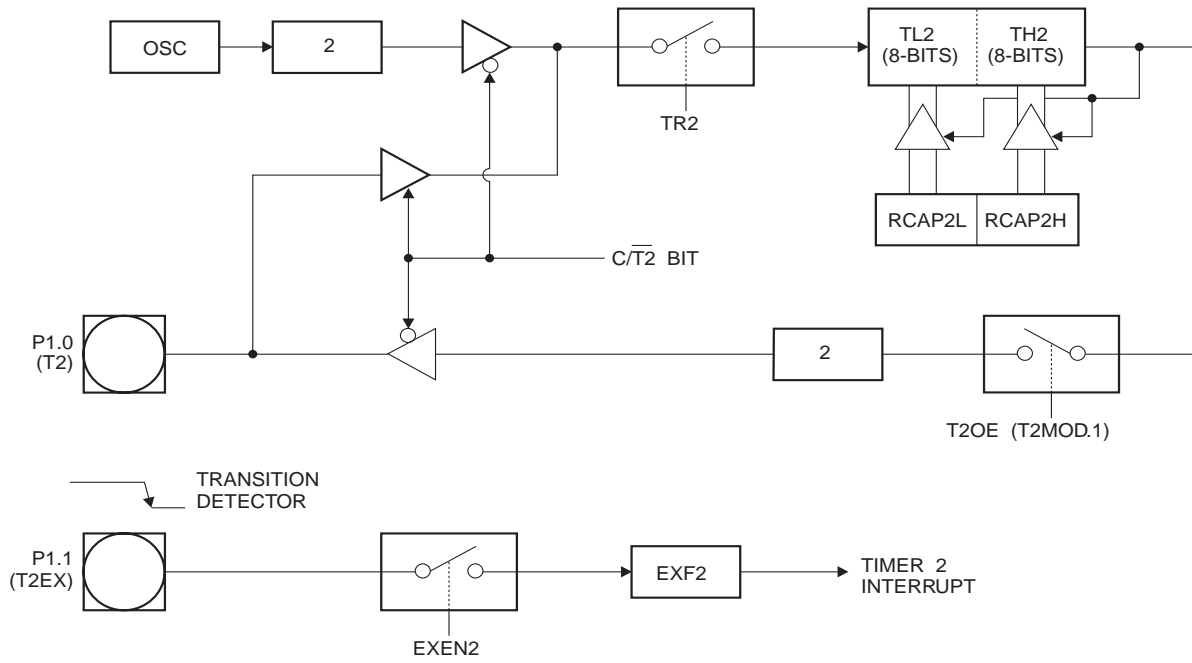 OSC
2
TL2
(8-BITS)
TH2
(8-BITS)
TR2
RCAP2L
RCAP2H
C/T̅2̅ BIT
P1.0
(T2)
2
T2OE (T2MOD.1)
TRANSITION
DETECTOR
P1.1
(T2EX)
EXF2
TIMER 2
INTERRUPT
EXEN2